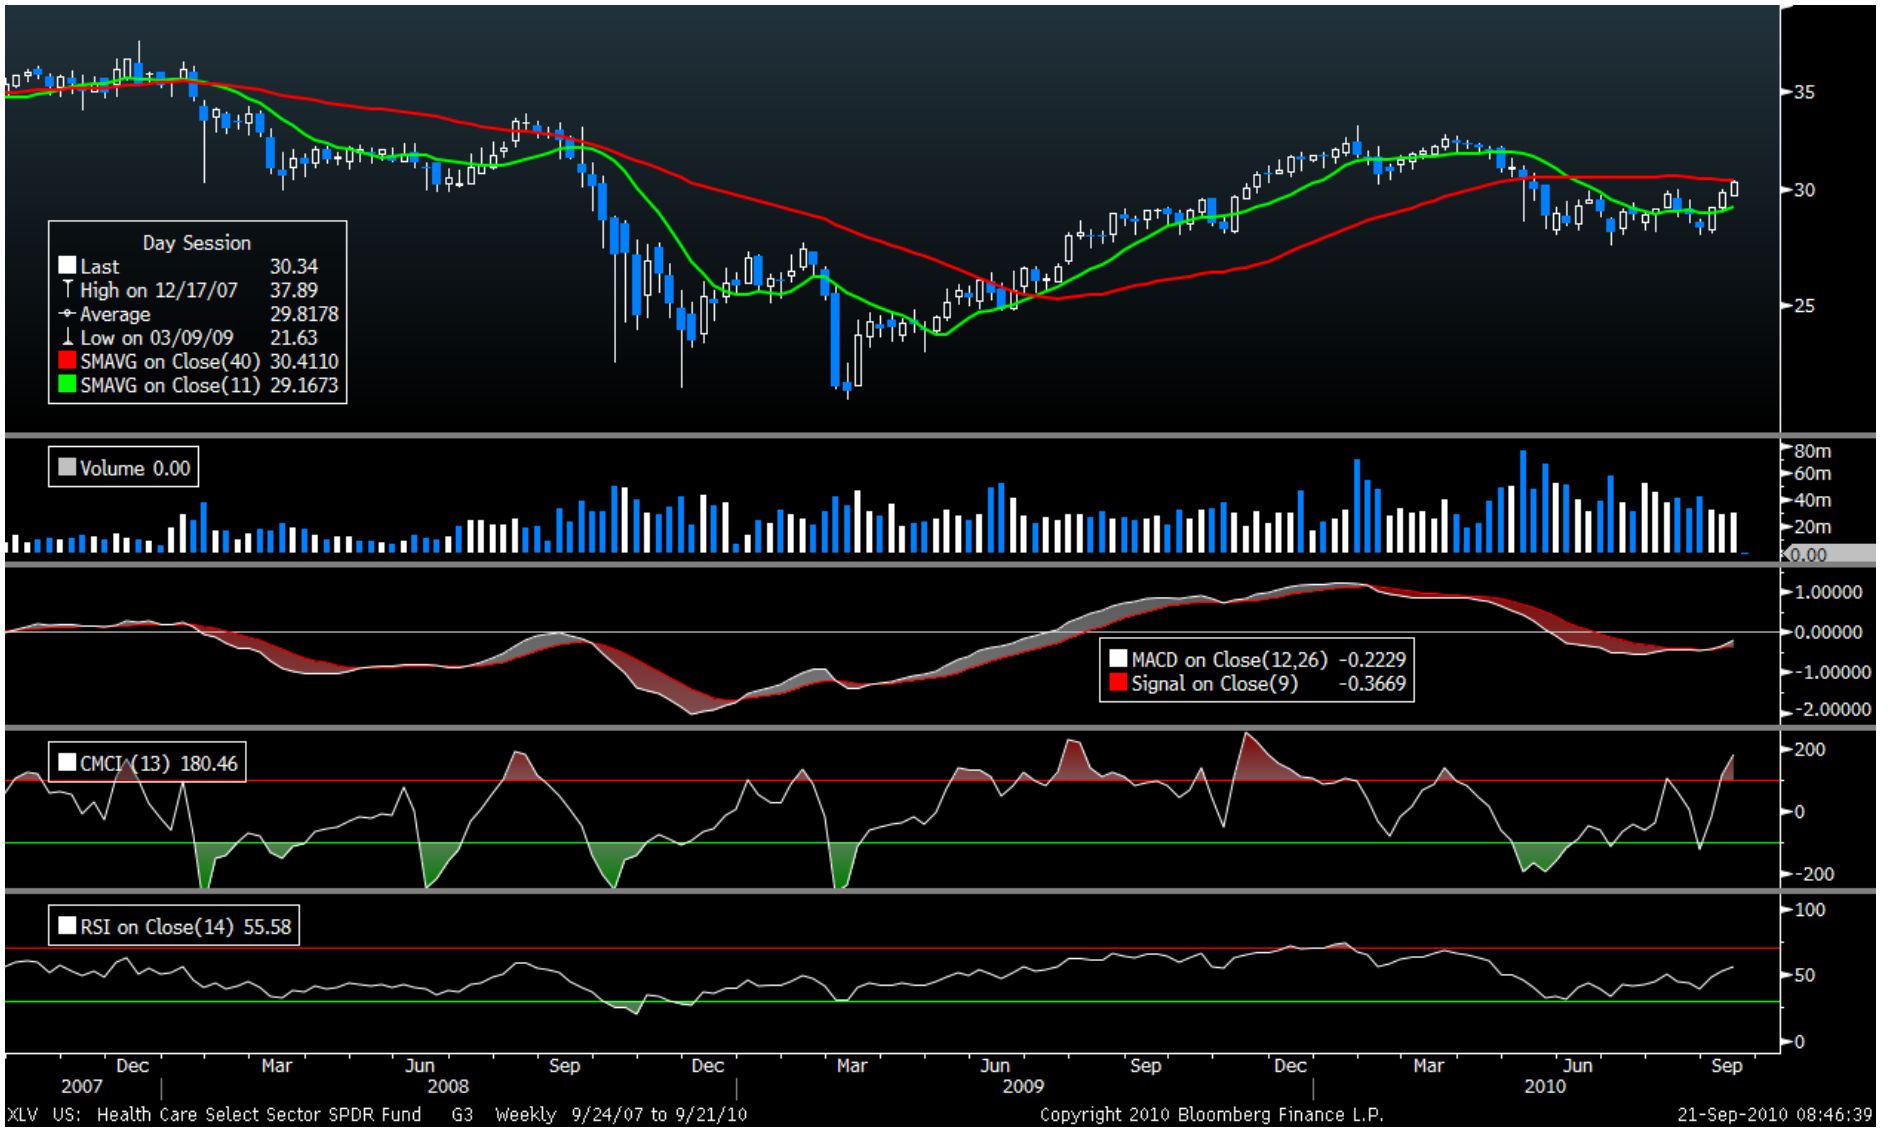 35
30
25
Day Session
Last 30.34
High on 12/17/07 37.89
Average 29.8178
Low on 03/09/09 21.63
SMAVG on Close(40) 30.4110
SMAVG on Close(11) 29.1673
Volume 0.00
80m
60m
40m
20m
0.00
1.00000
0.00000
-1.00000
-2.00000
MACD on Close(12,26) -0.2229
Signal on Close(9) -0.3669
CMCI (13) 180.46
200
0
-200
RSI on Close(14) 55.58
100
50
0
Dec Mar Jun Sep Dec Mar Jun Sep Dec Mar Jun Sep
2007 2008 2009 2010
XLV US: Health Care Select Sector SPDR Fund G3 Weekly 9/24/07 to 9/21/10 Copyright 2010 Bloomberg Finance L.P. 21-Sep-2010 08:46:39